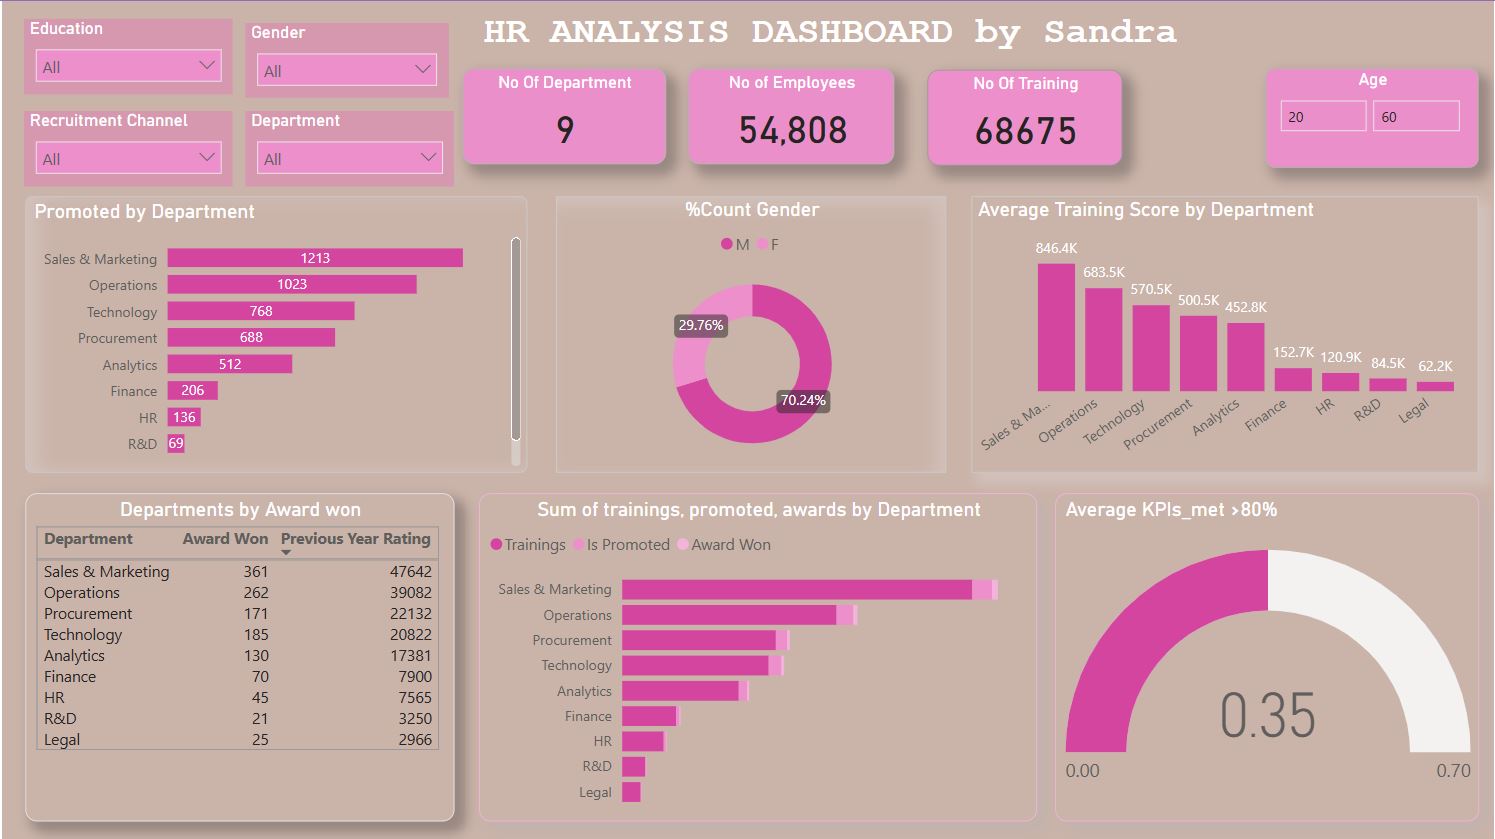 HR ANALYSIS DASHBOARD by Sandra
Education
All
Gender
All
Recruitment Channel
All
Department
All
No Of Department
9
No of Employees
54,808
No Of Training
68675
Age
20 60
Promoted by Department
Sales & Marketing 1213
Operations 1023
Technology 768
Procurement 688
Analytics 512
Finance 206
HR 136
R&D 69
%Count Gender
M F
29.76%
70.24%
Average Training Score by Department
846.4K
683.5K
570.5K
500.5K
452.8K
152.7K
120.9K
84.5K
62.2K
Sales & Ma...
Operations
Technology
Procurement
Analytics
Finance
HR
R&D
Legal
Departments by Award won
Department Award Won Previous Year Rating
Sales & Marketing 361 47642
Operations 262 39082
Procurement 171 22132
Technology 185 20822
Analytics 130 17381
Finance 70 7900
HR 45 7565
R&D 21 3250
Legal 25 2966
Sum of trainings, promoted, awards by Department
Trainings Is Promoted Award Won
Sales & Marketing
Operations
Procurement
Technology
Analytics
Finance
HR
R&D
Legal
Average KPIs_met >80%
0.35
0.00 0.70